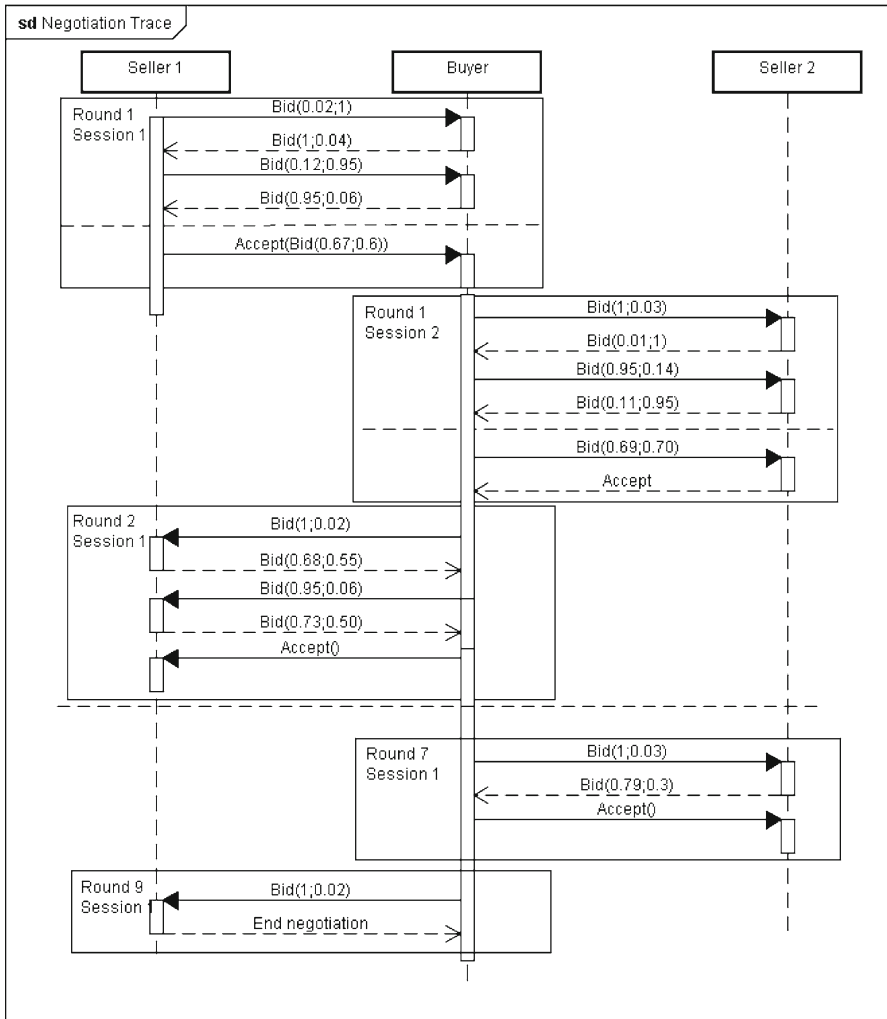 sd Negotiation Trace
Seller 1
Buyer
Seller 2
Round 1
Session 1
Bid(0.02;1)
Bid(1;0.04)
Bid(0.12;0.95)
Bid(0.95;0.06)
Accept(Bid(0.67;0.6))
Round 1
Session 2
Bid(1;0.03)
Bid(0.01;1)
Bid(0.95;0.14)
Bid(0.11;0.95)
Bid(0.69;0.70)
Accept
Round 2
Session 1
Bid(1;0.02)
Bid(0.68;0.55)
Bid(0.95;0.06)
Bid(0.73;0.50)
Accept()
Round 7
Session 1
Bid(1;0.03)
Bid(0.79;0.3)
Accept()
Round 9
Session 1
Bid(1;0.02)
End negotiation